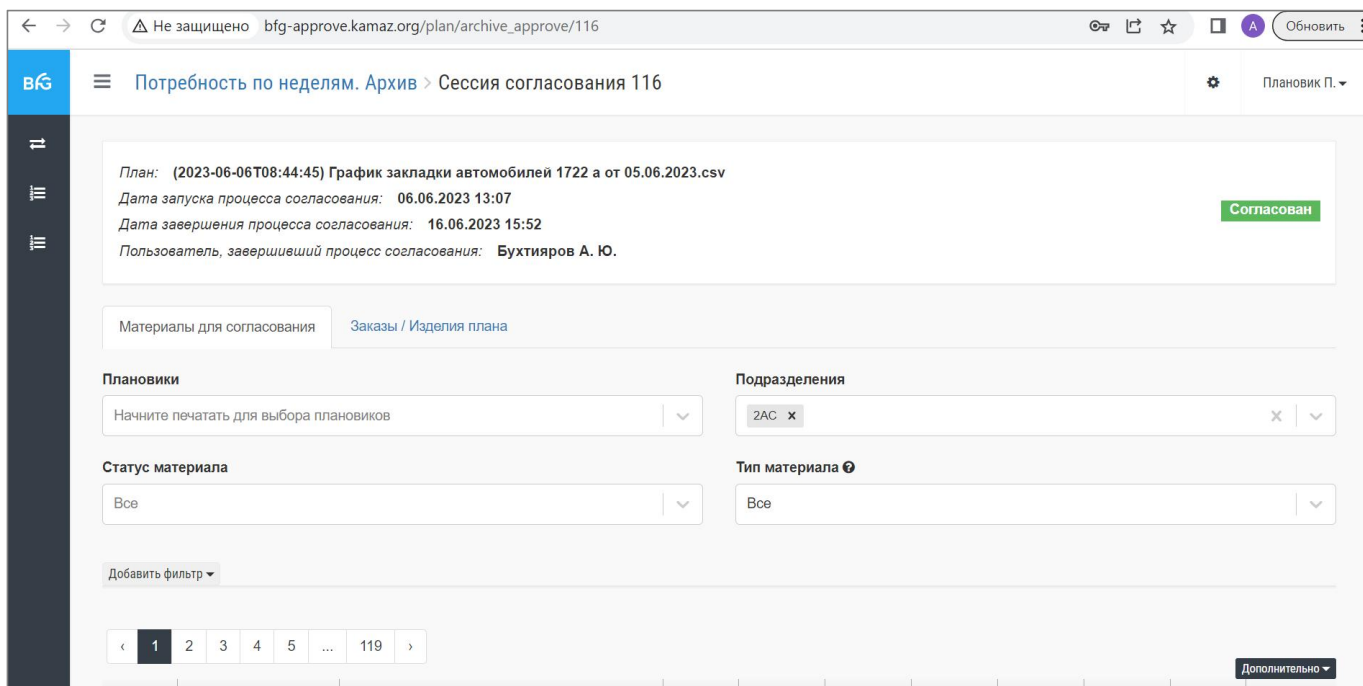 Не защищено bfg-approve.kamaz.org/plan/archive_approve/116 А Обновить
BFG Потребность по неделям. Архив > Сессия согласования 116 Плановик П.
План: (2023-06-06T08:44:45) График закладки автомобилей 1722 а от 05.06.2023.csv
Дата запуска процесса согласования: 06.06.2023 13:07
Согласован
Дата завершения процесса согласования: 16.06.2023 15:52
Пользователь, завершивший процесс согласования: Бухтияров А. Ю.
Материалы для согласования Заказы / Изделия плана
Плановики Подразделения
Начните печатать для выбора плановиков 2АС x
Статус материала Тип материала ?
Все Все
Добавить фильтр
‹ 1 2 3 4 5 ... 119 ›
Дополнительно